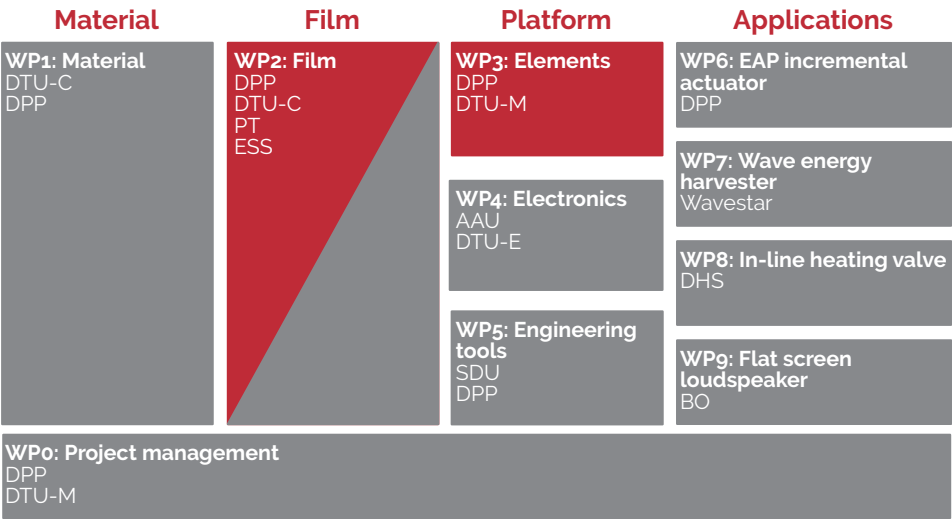 Material
Film
Platform
Applications
WP1: Material
DTU-C
DPP
WP2: Film
DPP
DTU-C
PT
ESS
WP3: Elements
DPP
DTU-M
WP4: Electronics
AAU
DTU-E
WP5: Engineering
tools
SDU
DPP
WP6: EAP incremental
actuator
DPP
WP7: Wave energy
harvester
Wavestar
WP8: In-line heating valve
DHS
WP9: Flat screen
loudspeaker
BO
WP0: Project management
DPP
DTU-M